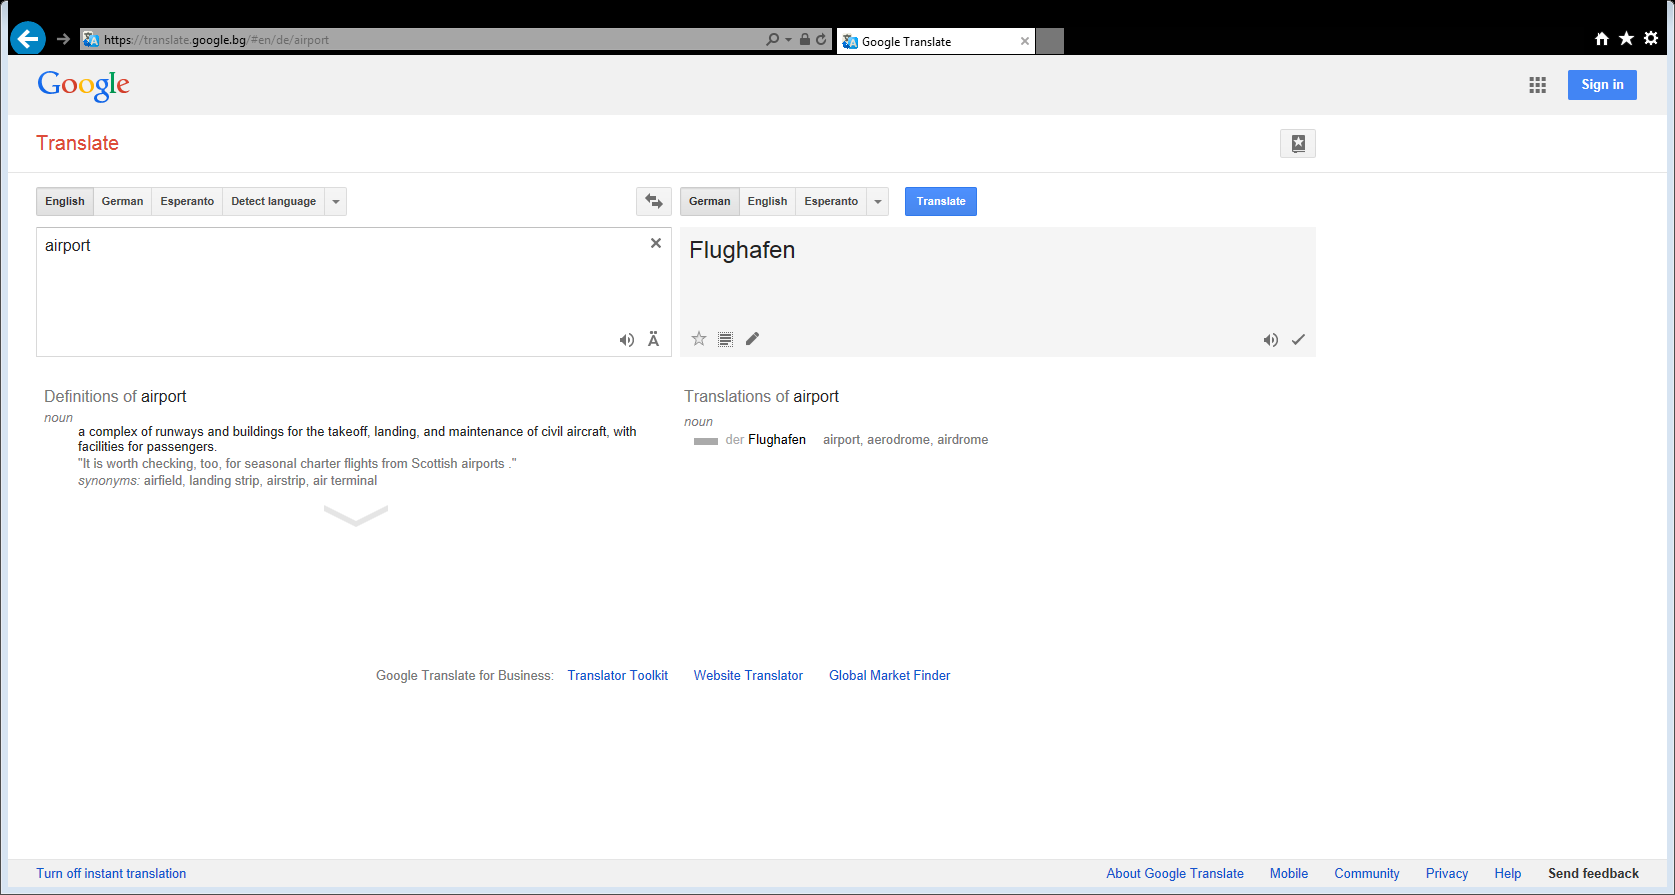 https://translate.google.bg/#en/de/airport
Google Translate
Google
Sign in
Translate
English German Esperanto Detect language
German English Esperanto Translate
airport
Flughafen
Ä
Definitions of airport
noun
a complex of runways and buildings for the takeoff, landing, and maintenance of civil aircraft, with
facilities for passengers.
"It is worth checking, too, for seasonal charter flights from Scottish airports ."
synonyms: airfield, landing strip, airstrip, air terminal
Translations of airport
noun
der Flughafen airport, aerodrome, airdrome
Google Translate for Business: Translator Toolkit Website Translator Global Market Finder
Turn off instant translation
About Google Translate Mobile Community Privacy Help Send feedback